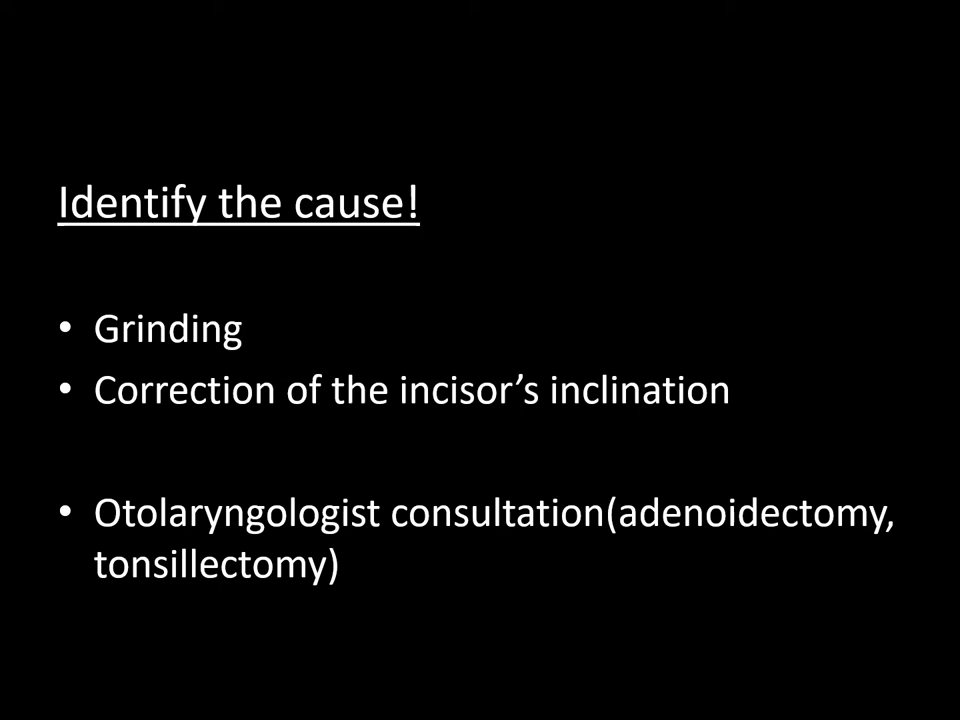 Identify the cause!
• Grinding
• Correction of the incisor’s inclination
• Otolaryngologist consultation(adenoidectomy,
tonsillectomy)